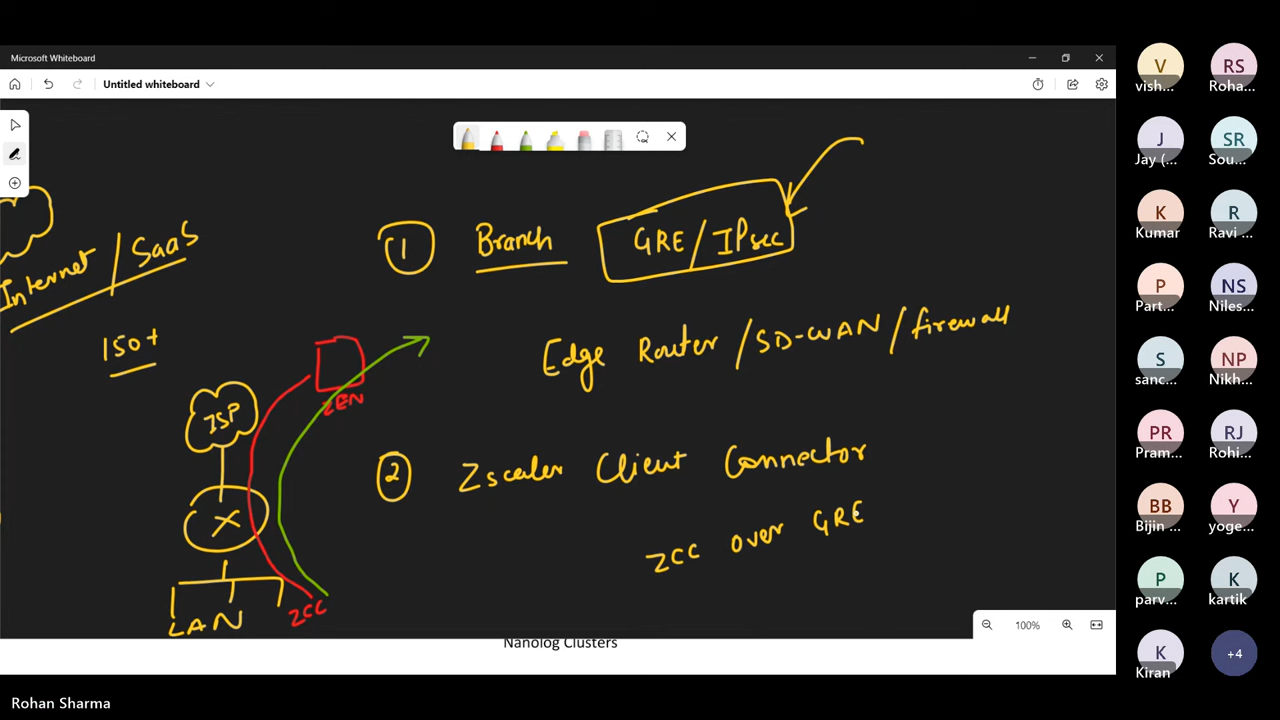 Microsoft Whiteboard
Untitled whiteboard
Internet / SaaS
150+
ISP
X
LAN
ZCC
ZEN
1 Branch GRE/IPsec
Edge Router /SD-WAN /firewall
2 Zscaler Client Connector
ZCC over GRE
100%
Nanolog Clusters
Rohan Sharma
V RS
vish... Roha...
J SR
Jay (... Sou...
K R
Kumar Ravi ...
P NS
Part... Niles...
S NP
sanc... Nikh...
PR RJ
Pram... Rohi...
BB Y
Bijin ... yoge...
P K
parv... kartik
K +4
Kiran